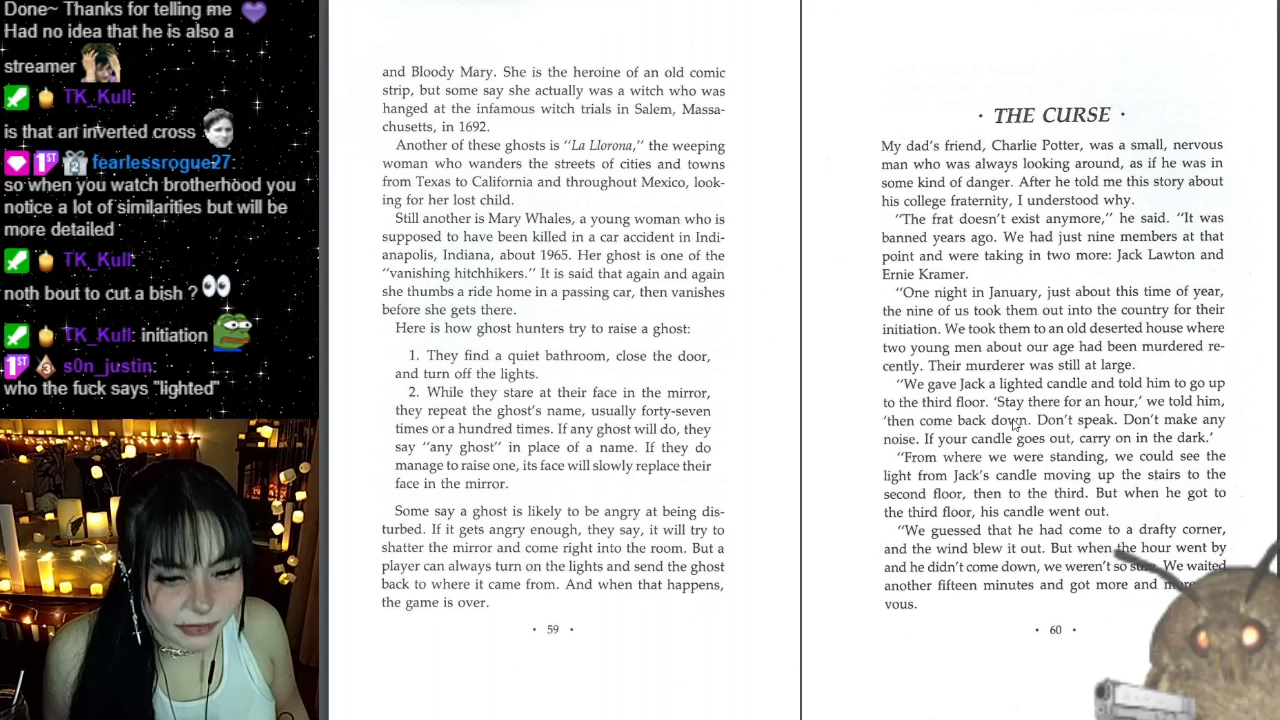 Done~ Thanks for telling me
Had no idea that he is also a
streamer
TK_Kull:
is that an inverted cross
fearlessrogue27:
so when you watch brotherhood you
notice a lot of similarities but will be
more detailed
TK_Kull:
noth bout to cut a bish ?
TK_Kull: initiation
s0n_justin:
who the fuck says "lighted"
and Bloody Mary. She is the heroine of an old comic
strip, but some say she actually was a witch who was
hanged at the infamous witch trials in Salem, Massa-
chusetts, in 1692.
Another of these ghosts is "La Llorona," the weeping
woman who wanders the streets of cities and towns
from Texas to California and throughout Mexico, look-
ing for her lost child.
Still another is Mary Whales, a young woman who is
supposed to have been killed in a car accident in Indi-
anapolis, Indiana, about 1965. Her ghost is one of the
"vanishing hitchhikers." It is said that again and again
she thumbs a ride home in a passing car, then vanishes
before she gets there.
Here is how ghost hunters try to raise a ghost:
1. They find a quiet bathroom, close the door,
and turn off the lights.
2. While they stare at their face in the mirror,
they repeat the ghost's name, usually forty-seven
times or a hundred times. If any ghost will do, they
say "any ghost" in place of a name. If they do
manage to raise one, its face will slowly replace their
face in the mirror.
Some say a ghost is likely to be angry at being dis-
turbed. If it gets angry enough, they say, it will try to
shatter the mirror and come right into the room. But a
player can always turn on the lights and send the ghost
back to where it came from. And when that happens,
the game is over.
· 59 ·
· THE CURSE ·
My dad's friend, Charlie Potter, was a small, nervous
man who was always looking around, as if he was in
some kind of danger. After he told me this story about
his college fraternity, I understood why.
"The frat doesn't exist anymore," he said. "It was
banned years ago. We had just nine members at that
point and were taking in two more: Jack Lawton and
Ernie Kramer.
"One night in January, just about this time of year,
the nine of us took them out into the country for their
initiation. We took them to an old deserted house where
two young men about our age had been murdered re-
cently. Their murderer was still at large.
"We gave Jack a lighted candle and told him to go up
to the third floor. 'Stay there for an hour,' we told him,
'then come back down. Don't speak. Don't make any
noise. If your candle goes out, carry on in the dark.'
"From where we were standing, we could see the
light from Jack's candle moving up the stairs to the
second floor, then to the third. But when he got to
the third floor, his candle went out.
"We guessed that he had come to a drafty corner,
and the wind blew it out. But when the hour went by
and he didn't come down, we weren't so We waited
another fifteen minutes and got more and
vous.
· 60 ·